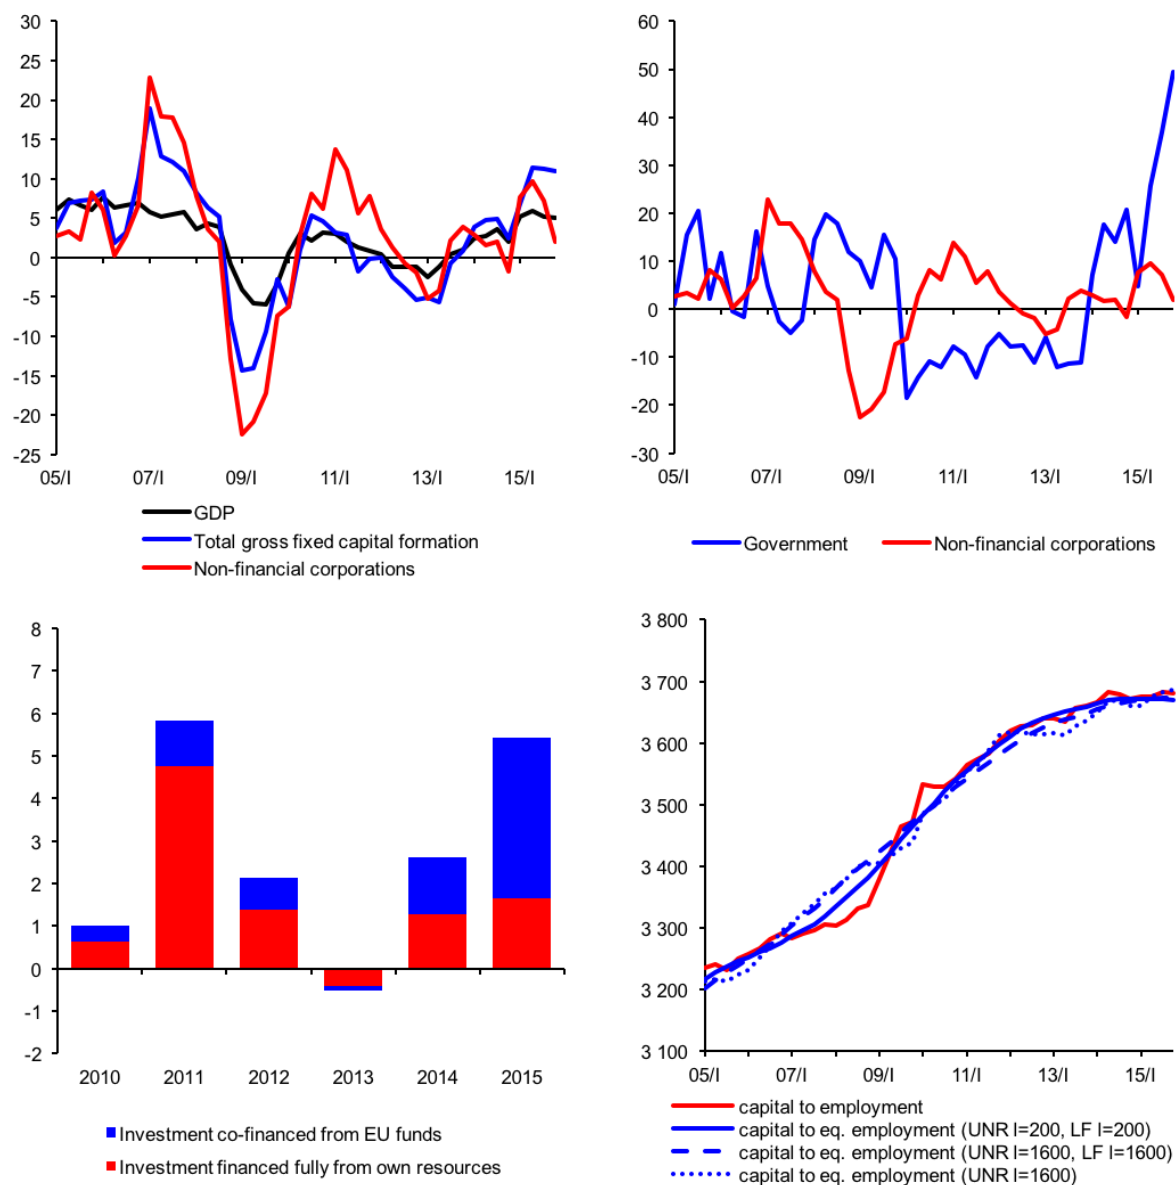 30
25
20
15
10
5
0
-5
-10
-15
-20
-25
05/I 07/I 09/I 11/I 13/I 15/I
GDP
Total gross fixed capital formation
Non-financial corporations
60
50
40
30
20
10
0
-10
-20
-30
05/I 07/I 09/I 11/I 13/I 15/I
Government Non-financial corporations
8
7
6
5
4
3
2
1
0
-1
-2
2010 2011 2012 2013 2014 2015
Investment co-financed from EU funds
Investment financed fully from own resources
3 800
3 700
3 600
3 500
3 400
3 300
3 200
3 100
05/I 07/I 09/I 11/I 13/I 15/I
capital to employment
capital to eq. employment (UNR l=200, LF l=200)
capital to eq. employment (UNR l=1600, LF l=1600)
capital to eq. employment (UNR l=1600)